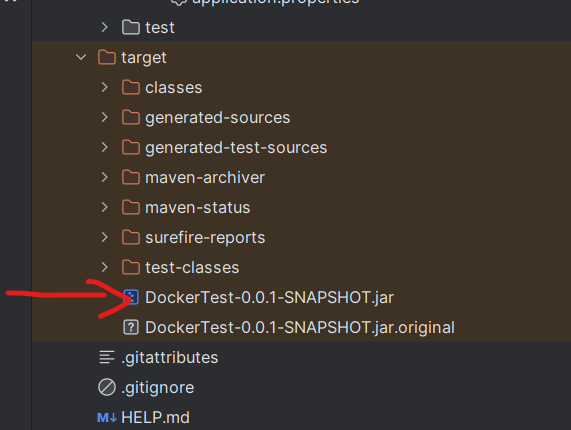 application.properties
test
target
classes
generated-sources
generated-test-sources
maven-archiver
maven-status
surefire-reports
test-classes
DockerTest-0.0.1-SNAPSHOT.jar
? DockerTest-0.0.1-SNAPSHOT.jar.original
.gitattributes
.gitignore
M↓ HELP.md